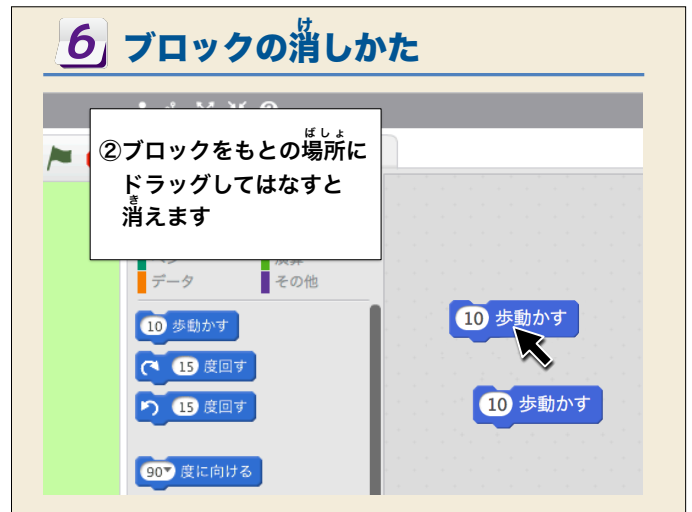 6 ブロックの消しかた
け
②ブロックをもとの場所に
ばしょ
ドラッグしてはなすと
消えます
き
データ
その他
10 歩動かす
15 度回す
15 度回す
90▼ 度に向ける
10 歩動かす
10 歩動かす